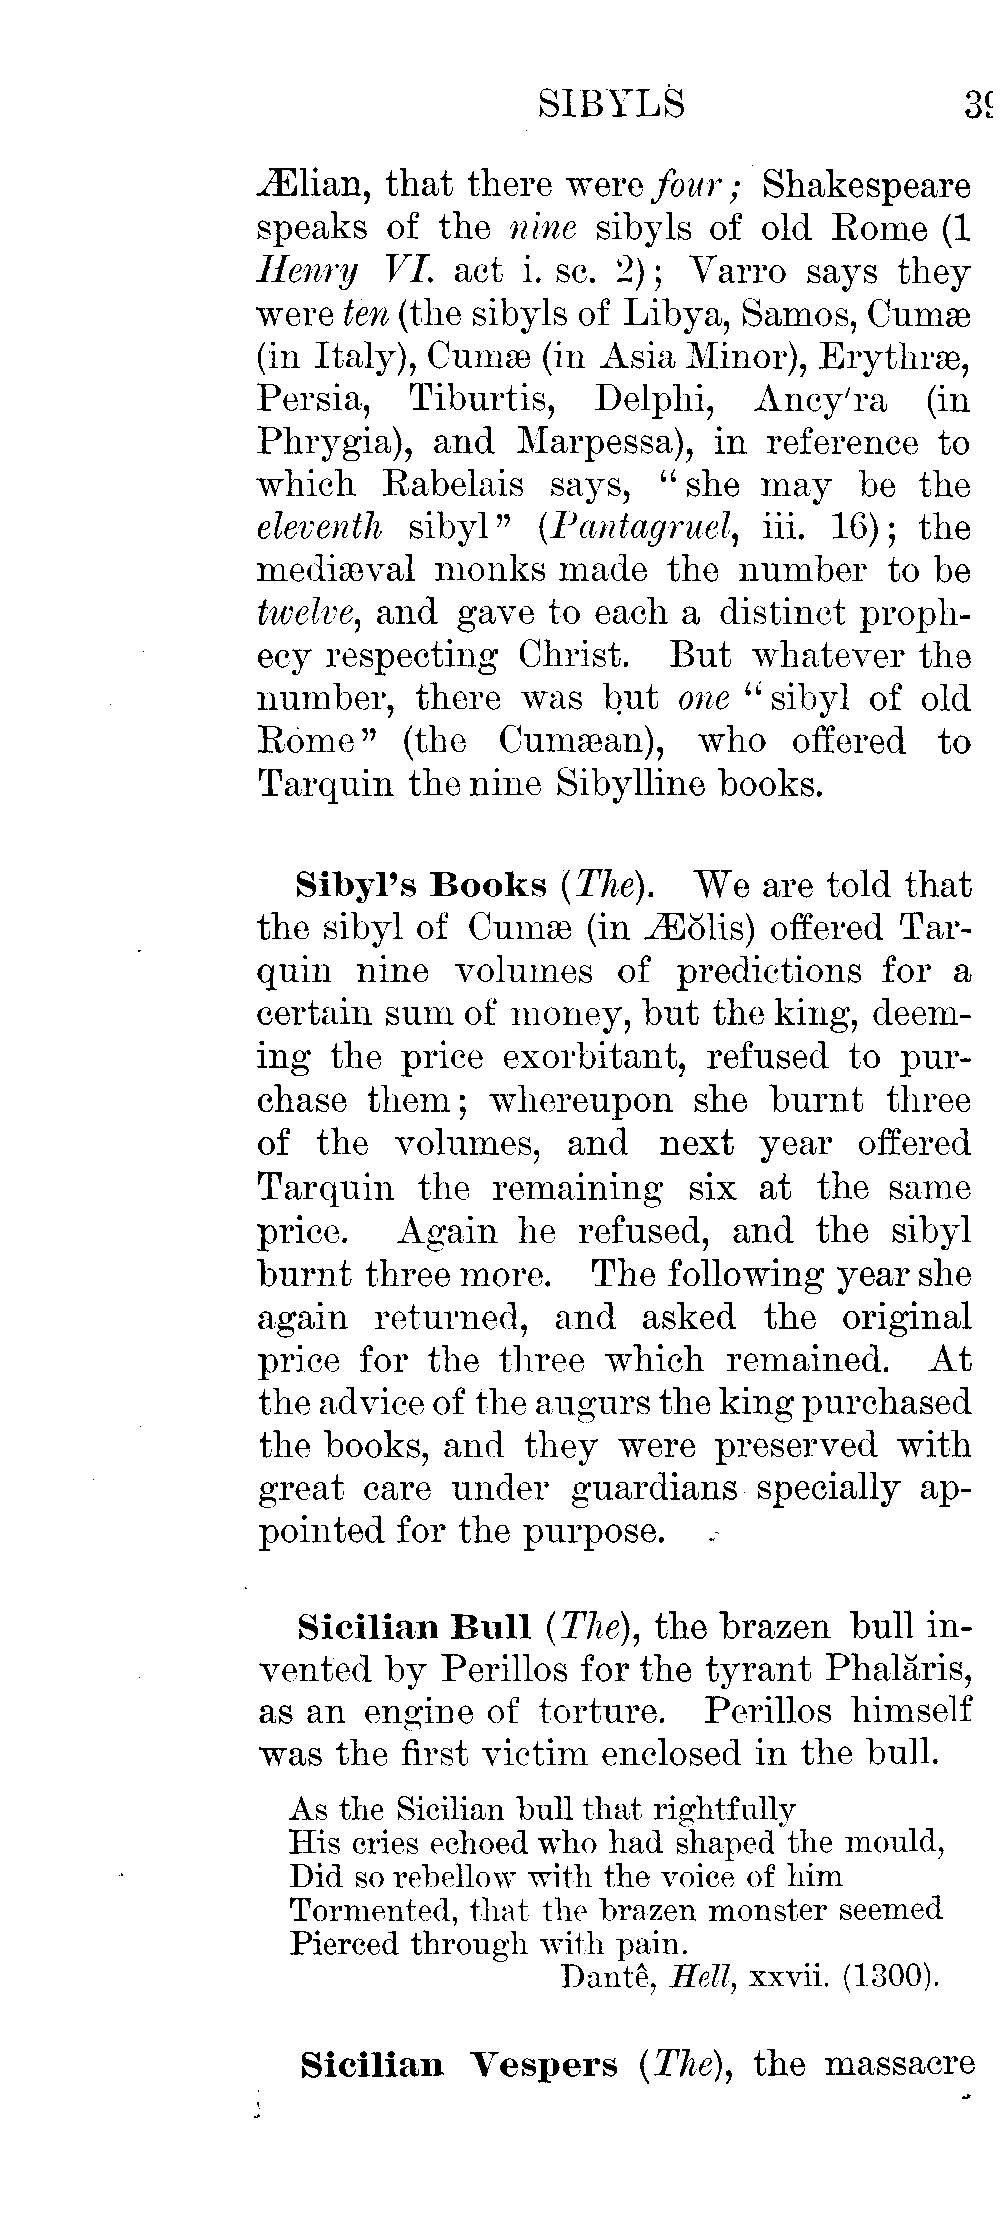 SIBYLS 39
Ælian, that there were four; Shakespeare
speaks of the nine sibyls of old Rome (1
Henry VI. act i. sc. 2); Varro says they
were ten (the sibyls of Libya, Samos, Cumæ
(in Italy), Cumæ (in Asia Minor), Erythræ,
Persia, Tiburtis, Delphi, Ancy'ra (in
Phrygia), and Marpessa), in reference to
which Rabelais says, “she may be the
eleventh sibyl” (Pantagruel, iii. 16); the
mediæval monks made the number to be
twelve, and gave to each a distinct proph-
ecy respecting Christ. But whatever the
number, there was but one “sibyl of old
Rome” (the Cumæan), who offered to
Tarquin the nine Sibylline books.
Sibyl’s Books (The). We are told that
the sibyl of Cumæ (in Æŏlis) offered Tar-
quin nine volumes of predictions for a
certain sum of money, but the king, deem-
ing the price exorbitant, refused to pur-
chase them; whereupon she burnt three
of the volumes, and next year offered
Tarquin the remaining six at the same
price. Again he refused, and the sibyl
burnt three more. The following year she
again returned, and asked the original
price for the three which remained. At
the advice of the augurs the king purchased
the books, and they were preserved with
great care under guardians specially ap-
pointed for the purpose.
Sicilian Bull (The), the brazen bull in-
vented by Perillos for the tyrant Phalăris,
as an engine of torture. Perillos himself
was the first victim enclosed in the bull.
As the Sicilian bull that rightfully
His cries echoed who had shaped the mould,
Did so rebellow with the voice of him
Tormented, that the brazen monster seemed
Pierced through with pain.
Dantê, Hell, xxvii. (1300).
Sicilian Vespers (The), the massacre